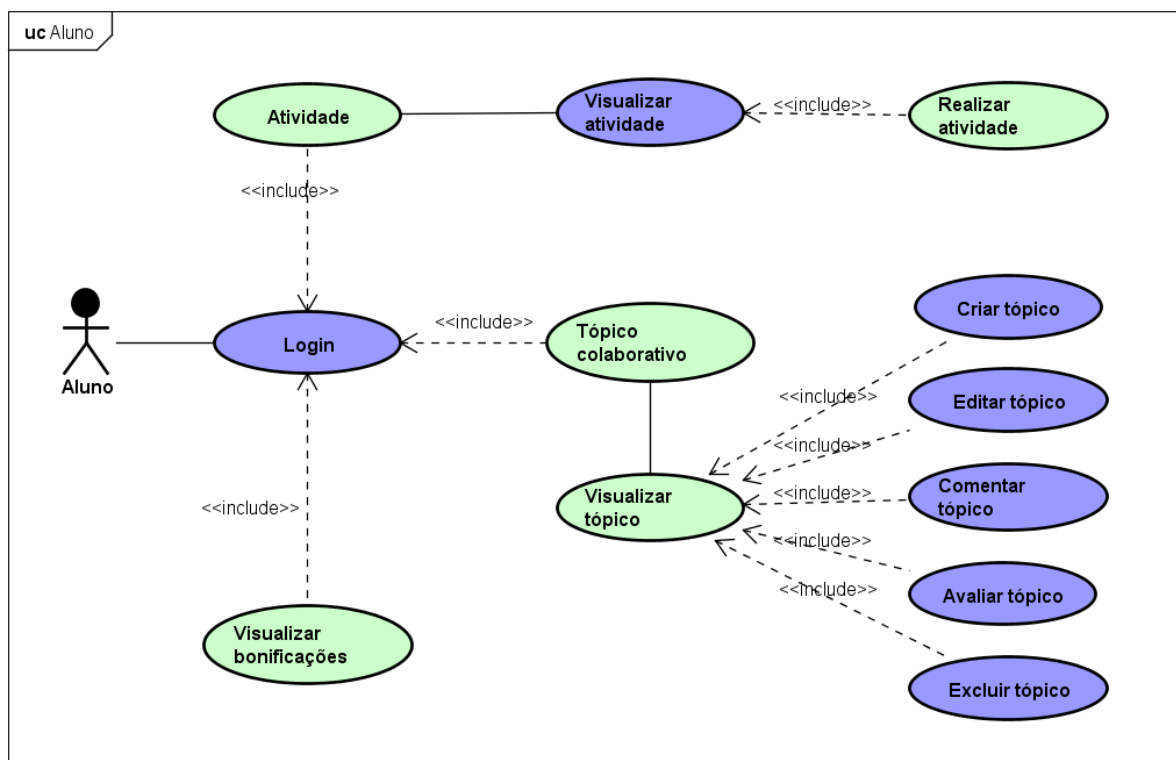 uc Aluno
Atividade
Visualizar
atividade
<<include>>
Realizar
atividade
<<include>>
Aluno
Login
<<include>>
Tópico
colaborativo
Criar tópico
<<include>>
Editar tópico
<<include>>
Visualizar
tópico
<<include>>
Comentar
tópico
<<include>>
Avaliar tópico
<<include>>
Excluir tópico
<<include>>
Visualizar
bonificações